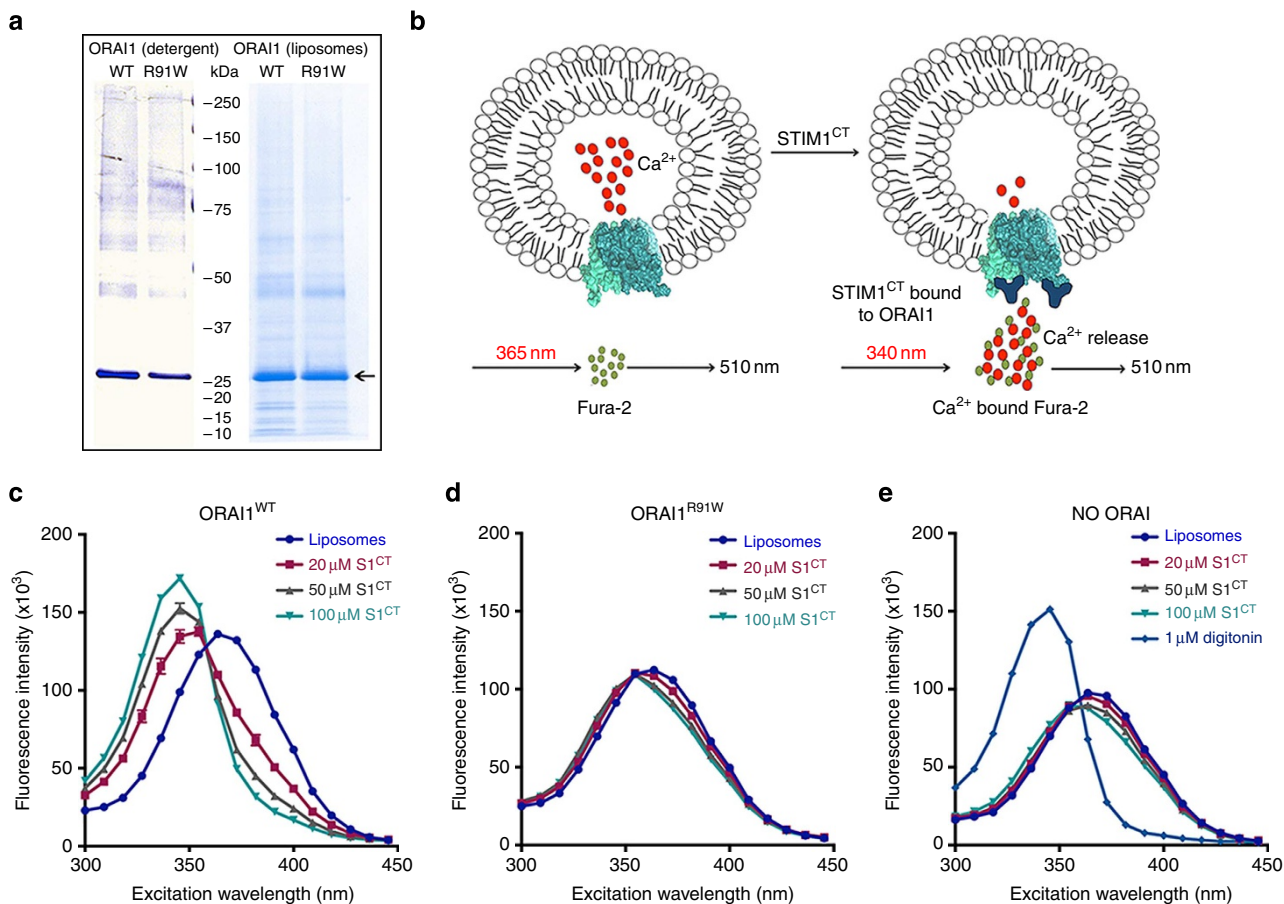 a
ORAI1 (detergent) ORAI1 (liposomes)
WT R91W kDa WT R91W
–250
–150
–100
–75
–50
–37
–25
–20
–15
–10
b
Ca²⁺
STIM1ᶜᵀ
STIM1ᶜᵀ bound
to ORAI1
Ca²⁺ release
365 nm
510 nm
340 nm
510 nm
Fura-2
Ca²⁺ bound Fura-2
c
ORAI1ᵂᵀ
Liposomes
20 µM S1ᶜᵀ
50 µM S1ᶜᵀ
100 µM S1ᶜᵀ
Fluorescence intensity (x10³)
200
150
100
50
0
300 350 400 450
Excitation wavelength (nm)
d
ORAI1ᴿ⁹¹ᵂ
Liposomes
20 µM S1ᶜᵀ
50 µM S1ᶜᵀ
100 µM S1ᶜᵀ
Fluorescence intensity (x10³)
200
150
100
50
0
300 350 400 450
Excitation wavelength (nm)
e
NO ORAI
Liposomes
20 µM S1ᶜᵀ
50 µM S1ᶜᵀ
100 µM S1ᶜᵀ
1 µM digitonin
Fluorescence intensity (x10³)
200
150
100
50
0
300 350 400 450
Excitation wavelength (nm)